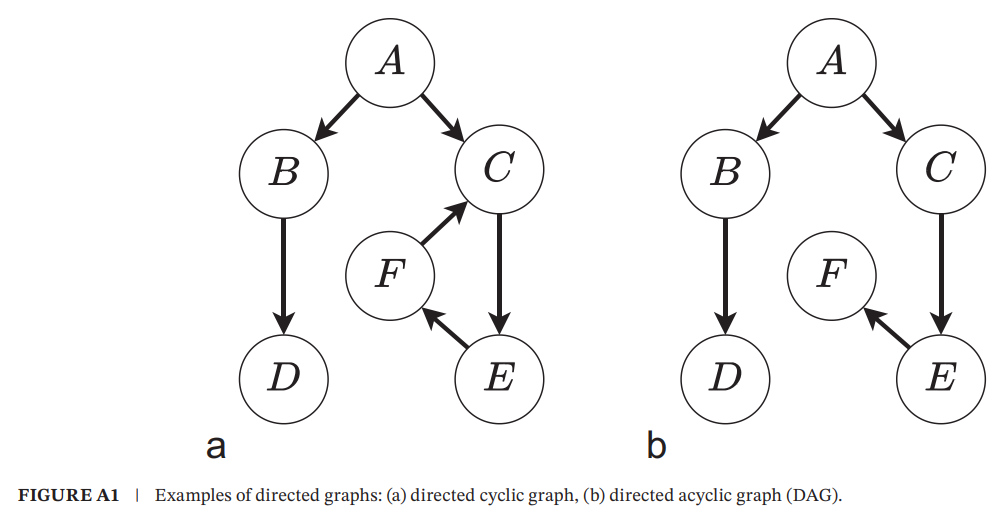 A
B
C
F
D
E
a
A
B
C
F
D
E
b
FIGURE A1 | Examples of directed graphs: (a) directed cyclic graph, (b) directed acyclic graph (DAG).